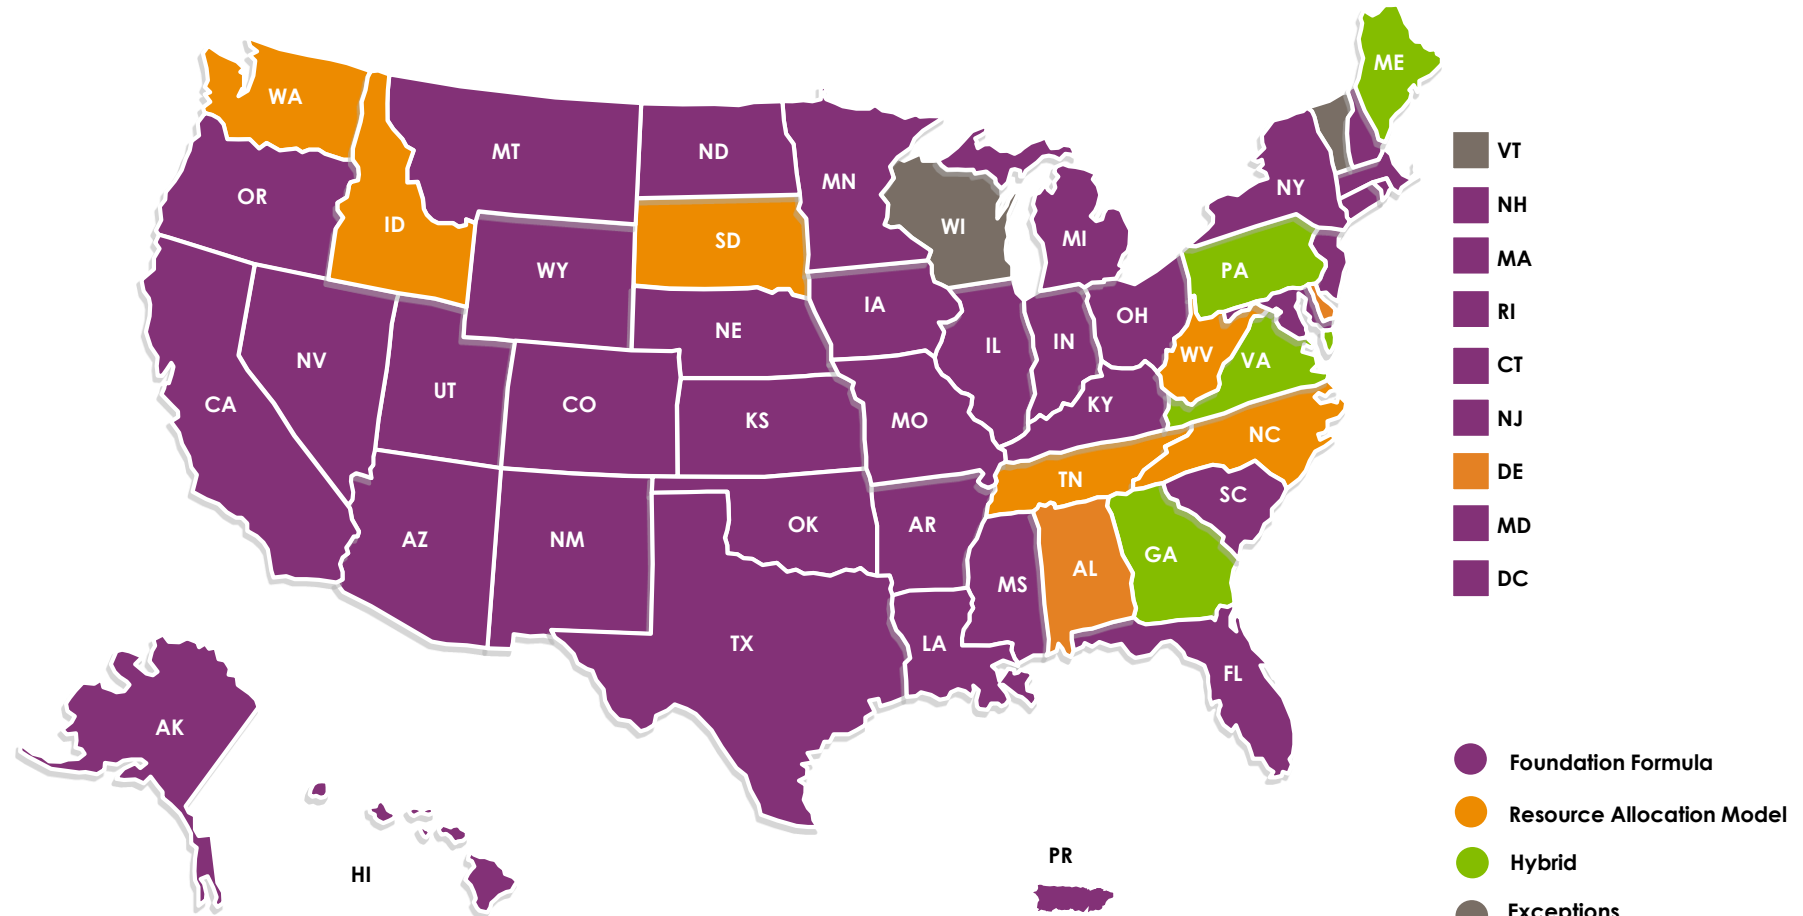 ME
WA
VT
MT
ND
MN
NY
OR
NH
ID
WI
MI
SD
MA
WY
PA
IA
RI
OH
NE
IL
IN
WV
VA
NV
CT
UT
CA
CO
KY
KS
MO
NJ
NC
TN
DE
SC
OK
AR
MD
AZ
NM
GA
AL
MS
DC
TX
LA
FL
AK
Foundation Formula
Resource Allocation Model
PR
Hybrid
HI
Exceptions